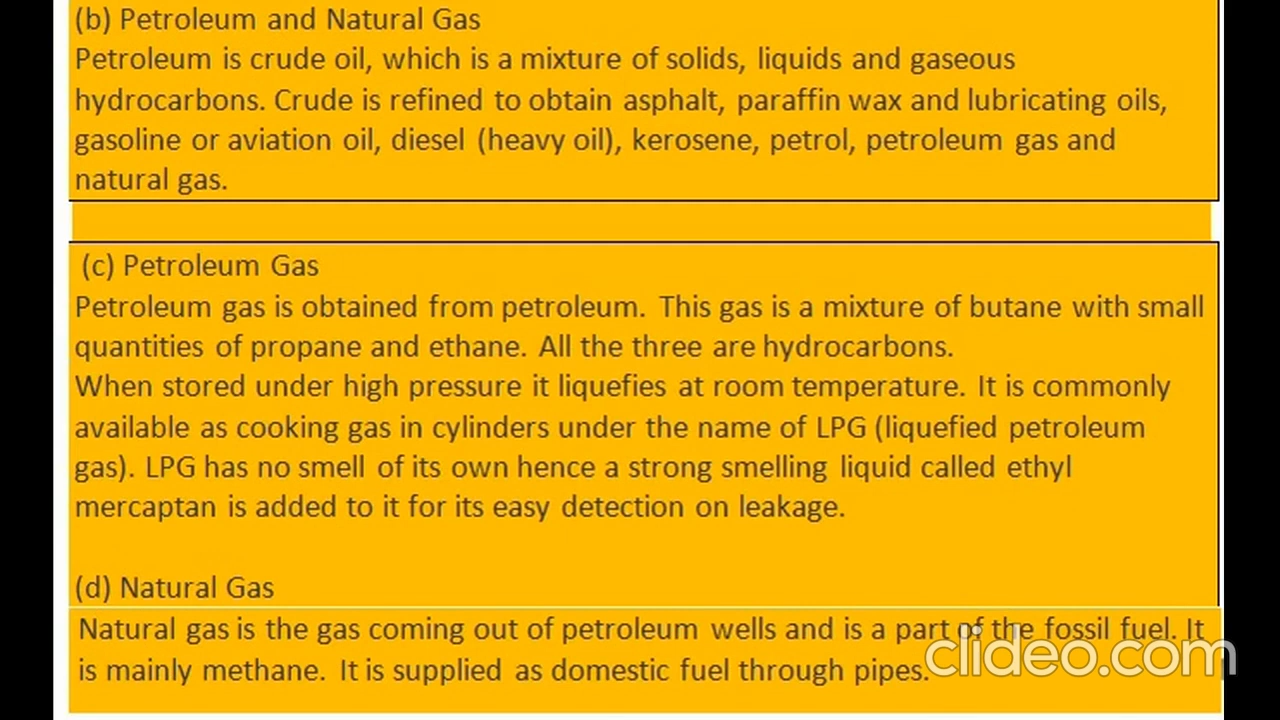 (b) Petroleum and Natural Gas
Petroleum is crude oil, which is a mixture of solids, liquids and gaseous
hydrocarbons. Crude is refined to obtain asphalt, paraffin wax and lubricating oils,
gasoline or aviation oil, diesel (heavy oil), kerosene, petrol, petroleum gas and
natural gas.
(c) Petroleum Gas
Petroleum gas is obtained from petroleum. This gas is a mixture of butane with small
quantities of propane and ethane. All the three are hydrocarbons.
When stored under high pressure it liquefies at room temperature. It is commonly
available as cooking gas in cylinders under the name of LPG (liquefied petroleum
gas). LPG has no smell of its own hence a strong smelling liquid called ethyl
mercaptan is added to it for its easy detection on leakage.
(d) Natural Gas
Natural gas is the gas coming out of petroleum wells and is a part of the fossil fuel. It
is mainly methane. It is supplied as domestic fuel through pipes.
clideo.com